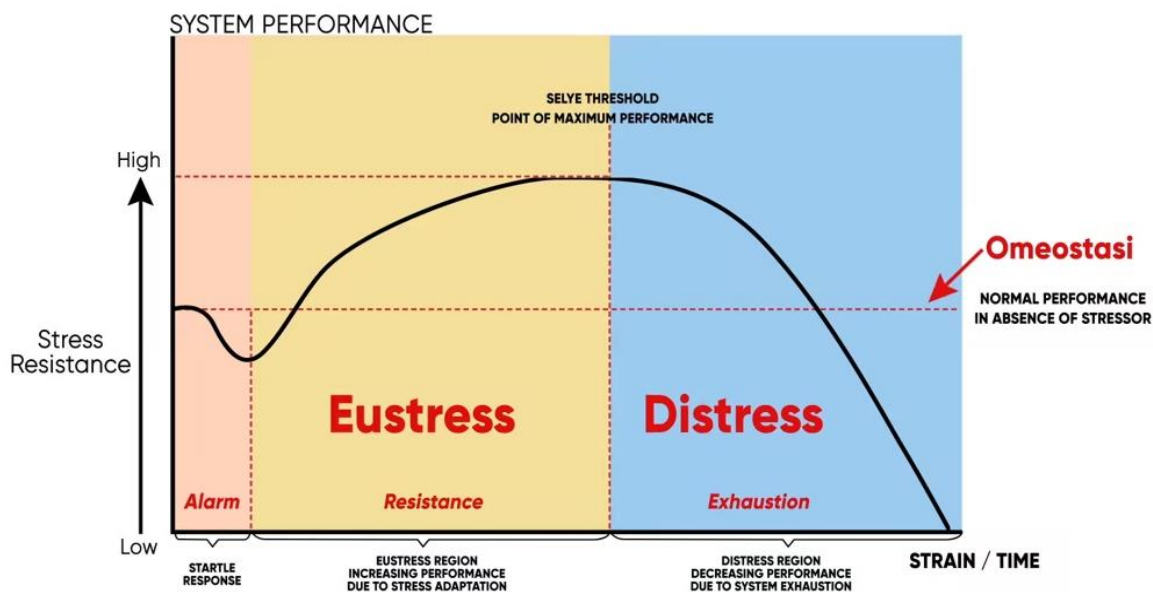 SYSTEM PERFORMANCE
SELYE THRESHOLD
POINT OF MAXIMUM PERFORMANCE
High
Omeostasi
NORMAL PERFORMANCE
IN ABSENCE OF STRESSOR
Stress
Resistance
Eustress
Distress
Alarm
Resistance
Exhaustion
Low
STARTLE
RESPONSE
EUSTRESS REGION
INCREASING PERFORMANCE
DUE TO STRESS ADAPTATION
DISTRESS REGION
DECREASING PERFORMANCE
DUE TO SYSTEM EXHAUSTION
STRAIN / TIME